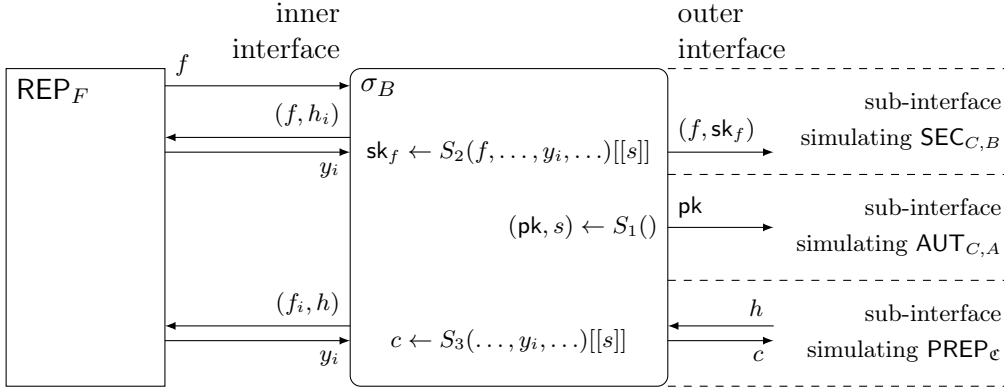 inner
interface
outer
interface
REP_F
f
(f, h_i)
y_i
σ_B
sk_f ← S_2(f, …, y_i, …)[[s]]
(f, sk_f)
sub-interface
simulating SEC_{C,B}
(pk, s) ← S_1()
pk
sub-interface
simulating AUT_{C,A}
(f_i, h)
y_i
c ← S_3(…, y_i, …)[[s]]
h
c
sub-interface
simulating PREP_ℭ